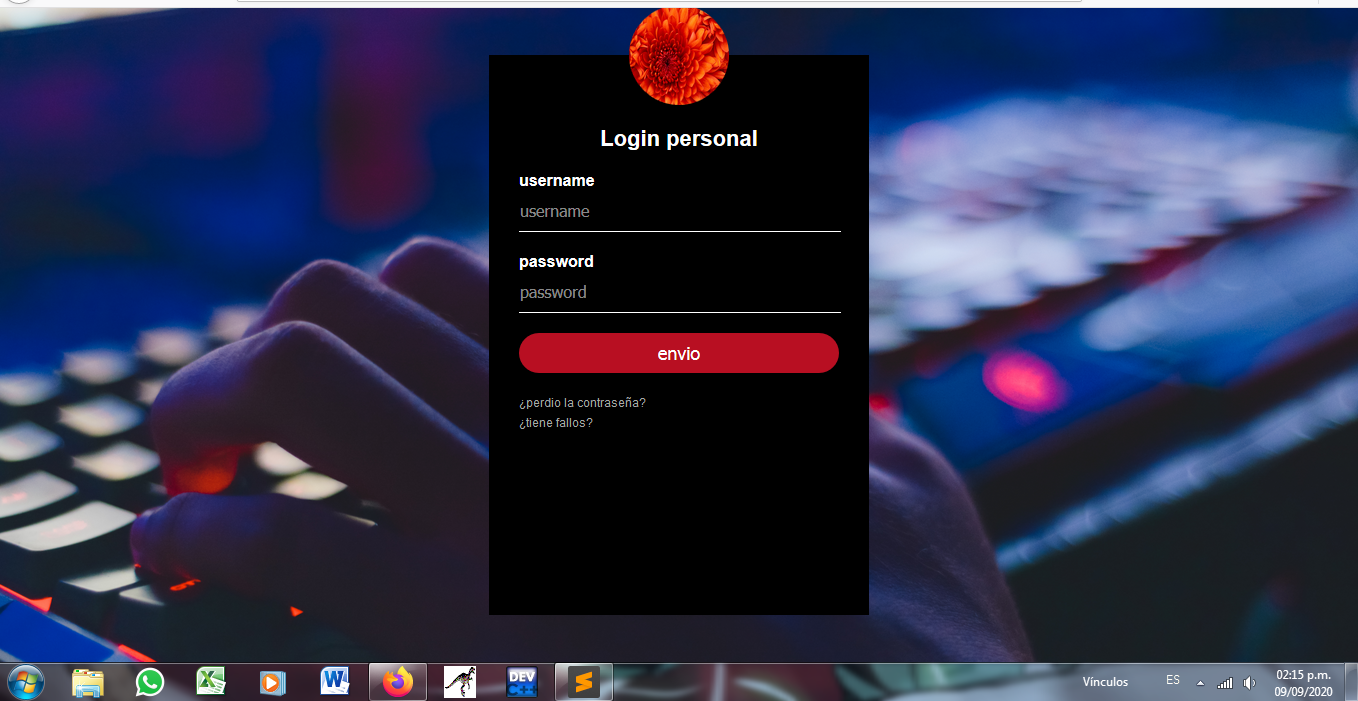 Login personal
username
username
password
password
envio
¿perdio la contraseña?
¿tiene fallos?
W
DEV
C++
Vínculos
ES
02:15 p.m.
09/09/2020